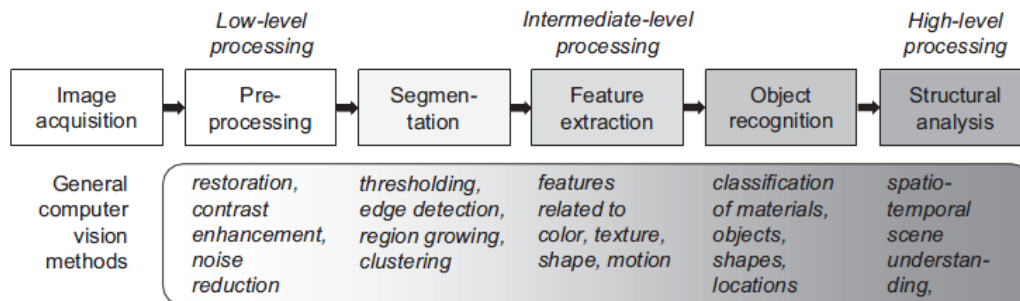 Low-level
processing
Intermediate-level
processing
High-level
processing
Image
acquisition
Pre-
processing
Segmen-
tation
Feature
extraction
Object
recognition
Structural
analysis
General
computer
vision
methods
restoration,
contrast
enhancement,
noise
reduction
thresholding,
edge detection,
region growing,
clustering
features
related to
color, texture,
shape, motion
classification
of materials,
objects,
shapes,
locations
spatio-
temporal
scene
understan-
ding,